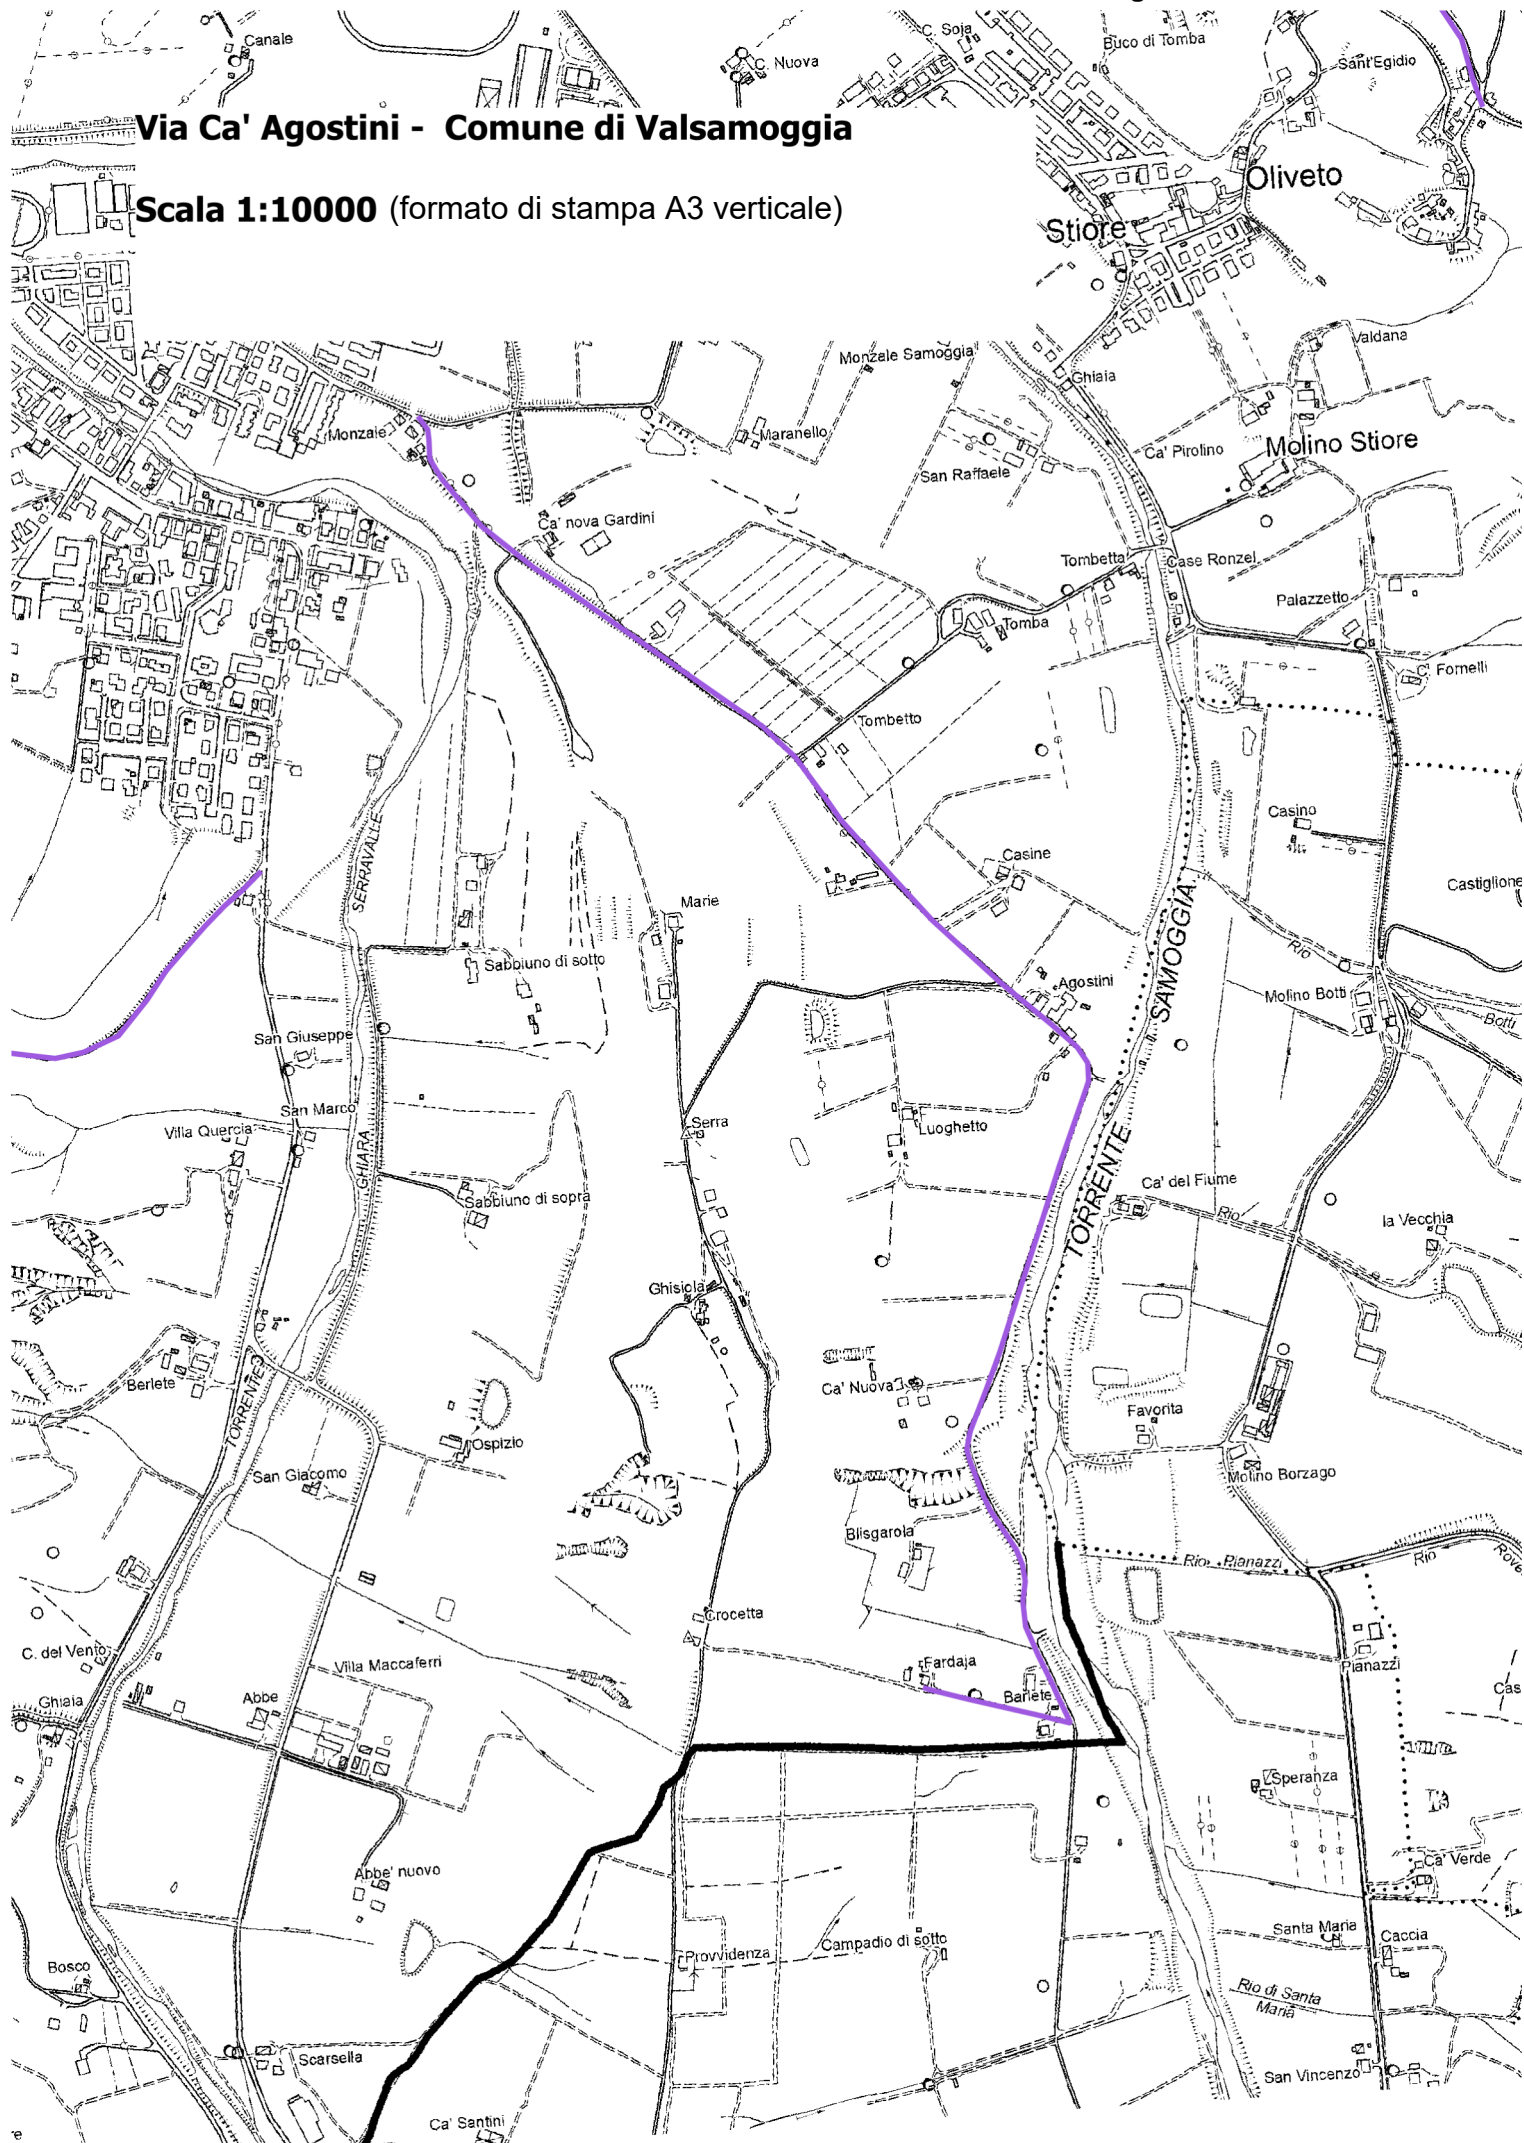 Canale
C. Nuova
C. Soja
Buco di Tomba
Sant'Egidio
Via Ca' Agostini - Comune di Valsamoggia
Oliveto
Scala 1:10000 (formato di stampa A3 verticale)
Stiore
Valdana
Monzale Samoggia
Ghiaia
Monzale
Maranello
Ca' Pirotino
Molino Stiore
San Raffaele
Ca' nova Gardini
Tombetta
Case Ronzel
Palazzetto
Tomba
C. Fornelli
Tombetto
Casino
SERRAVALLE
Casine
Castiglione
Marie
SAMOGGIA
Rio
Sabbiuno di sotto
Agostini
Molino Botti
Botti
San Giuseppe
San Marco
Villa Quercia
Serra
Luoghetto
GHIARA
TORRENTE
Ca' del Fiume
Sabbiuno di sopra
Rio
la Vecchia
Ghisiola
Berlete
Ca' Nuova
TORRENTE
Favorita
Ospizio
San Giacomo
Molino Borzago
Blisgarola
Rio Pianazzi
Rio
Crocetta
C. del Vento
Villa Maccaferri
Fardaja
Pianazzi
Ghiaia
Abbe
Barlete
Cas
Speranza
Abbe' nuovo
Ca' Verde
Santa Maria
Caccia
Provvidenza
Campadio di sotto
Bosco
Rio di Santa
Maria
Scarsella
San Vincenzo
Ca' Santini